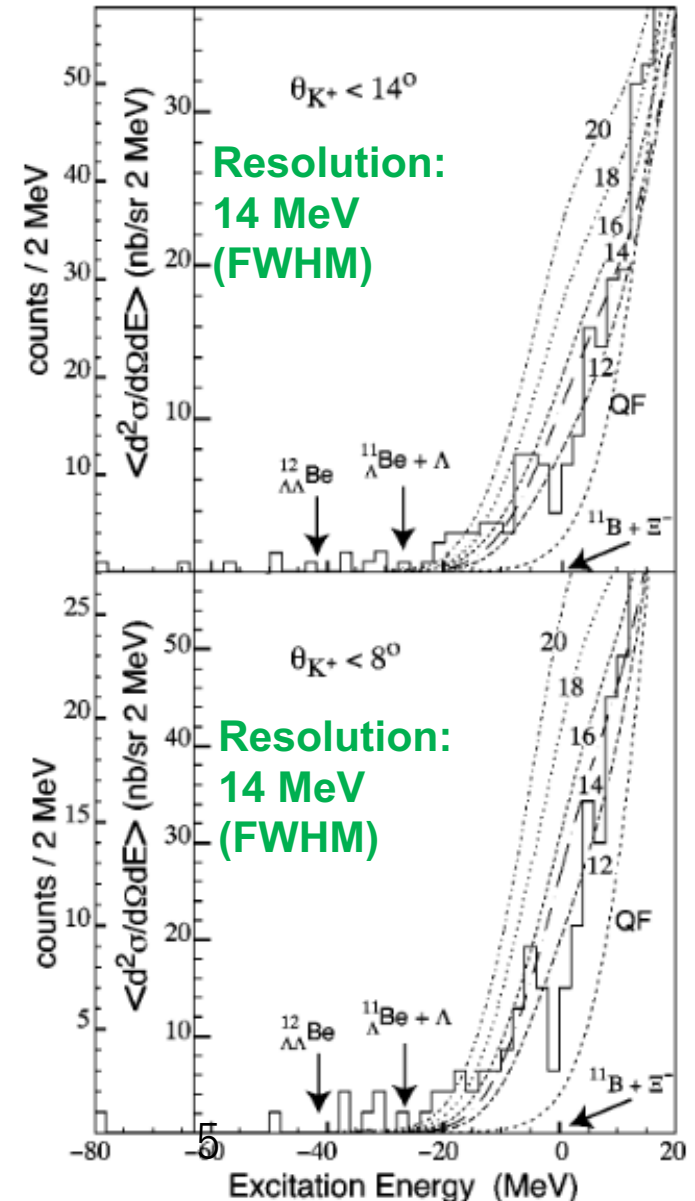 θK+ < 14°
Resolution:
14 MeV
(FWHM)
counts / 2 MeV
<d²σ/dΩdE> (nb/sr 2 MeV)
50
40
30
20
10
30
20
10
20
18
16
14
12
QF
¹²ΛΛBe
¹¹ΛBe + Λ
¹¹B + Ξ⁻
θK+ < 8°
Resolution:
14 MeV
(FWHM)
counts / 2 MeV
<d²σ/dΩdE> (nb/sr 2 MeV)
25
20
15
10
5
50
40
30
20
10
20
18
16
14
12
QF
¹²ΛΛBe
¹¹ΛBe + Λ
¹¹B + Ξ⁻
5
-80 -60 -40 -20 0 20
Excitation Energy (MeV)